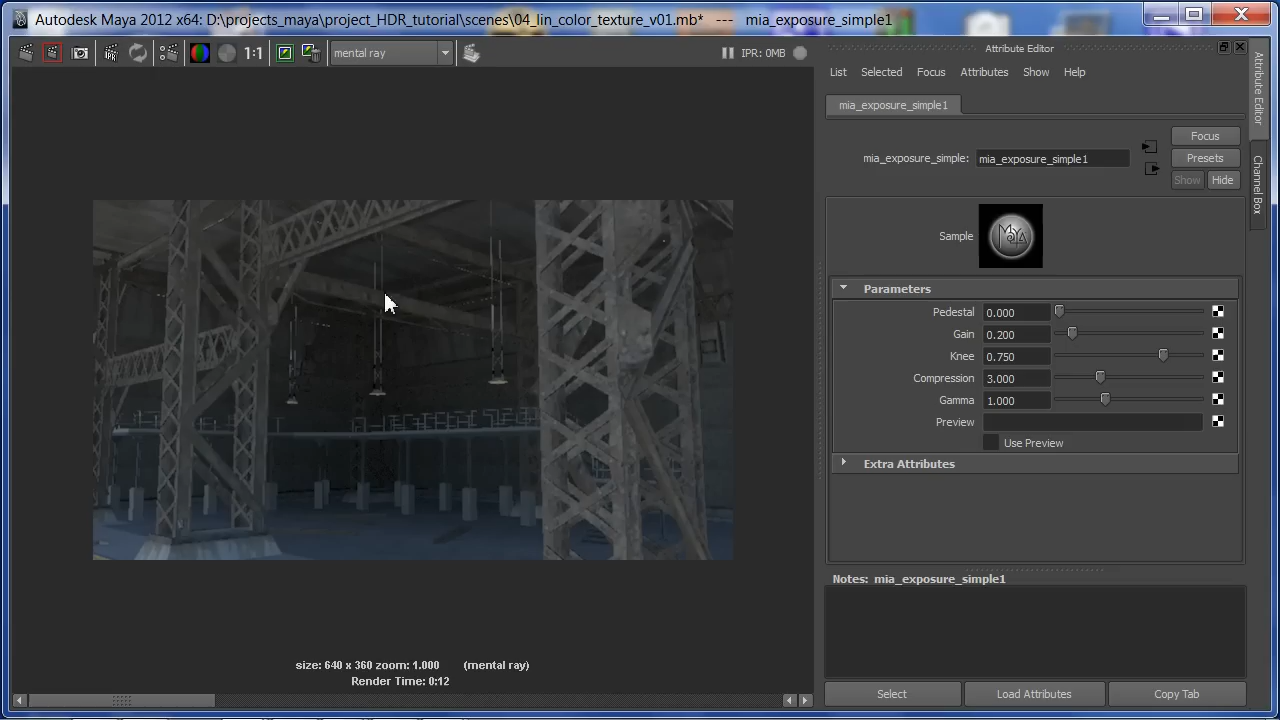 Autodesk Maya 2012 x64: D:\projects_maya\project_HDR_tutorial\scenes\04_lin_color_texture_v01.mb* --- mia_exposure_simple1
1:1
mental ray
IPR: 0MB
Attribute Editor
List Selected Focus Attributes Show Help
mia_exposure_simple1
Focus
mia_exposure_simple: mia_exposure_simple1
Presets
Show Hide
Sample
MAYA
Parameters
Pedestal 0.000
Gain 0.200
Knee 0.750
Compression 3.000
Gamma 1.000
Preview
Use Preview
Extra Attributes
Notes: mia_exposure_simple1
Select Load Attributes Copy Tab
size: 640 x 360 zoom: 1.000 (mental ray)
Render Time: 0:12
Attribute Editor
Channel Box